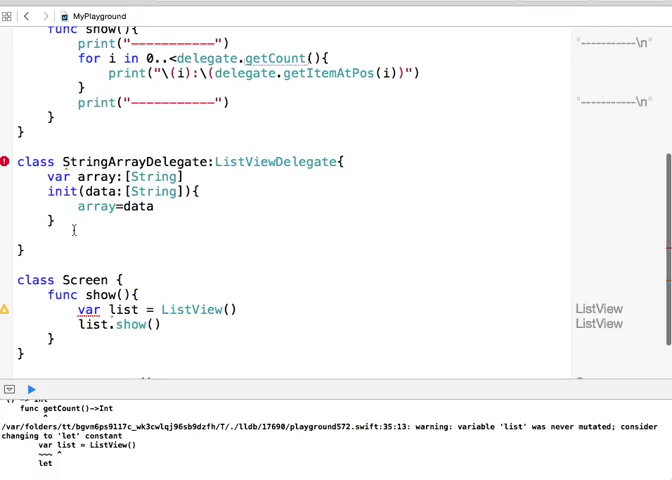 MyPlayground
func show(){
print("-----------")
"-----------\n"
for i in 0..<delegate.getCount(){
print("\(i):\(delegate.getItemAtPos(i))")
}
print("-----------")
"-----------\n"
}
}
class StringArrayDelegate:ListViewDelegate{
var array:[String]
init(data:[String]){
array=data
}
}
class Screen {
func show(){
var list = ListView()
ListView
list.show()
ListView
}
}
() -> Int
func getCount()->Int
^
/var/folders/tt/bgvm6ps9117c_wk3cwlqj96sb9dzfh/T/./lldb/17690/playground572.swift:35:13: warning: variable 'list' was never mutated; consider
changing to 'let' constant
var list = ListView()
~~~ ^
let